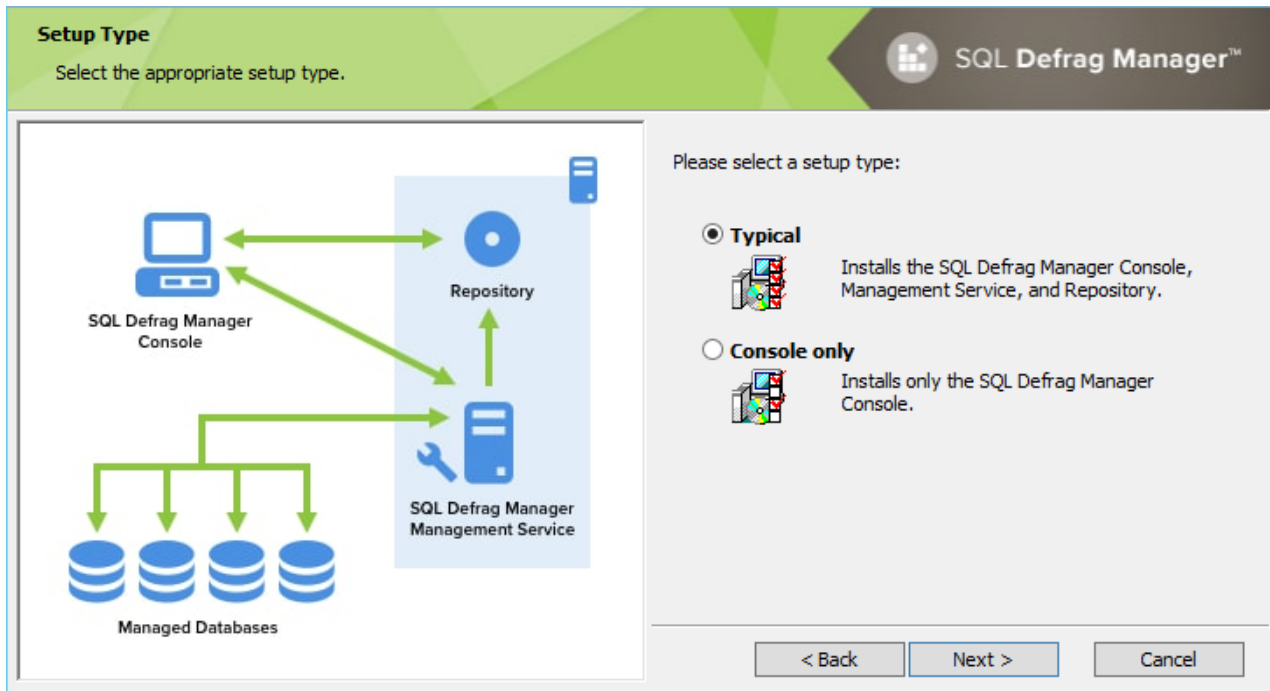 Setup Type
Select the appropriate setup type.
SQL Defrag Manager™
SQL Defrag Manager
Console
Repository
SQL Defrag Manager
Management Service
Managed Databases
Please select a setup type:
Typical
Installs the SQL Defrag Manager Console,
Management Service, and Repository.
Console only
Installs only the SQL Defrag Manager
Console.
< Back
Next >
Cancel